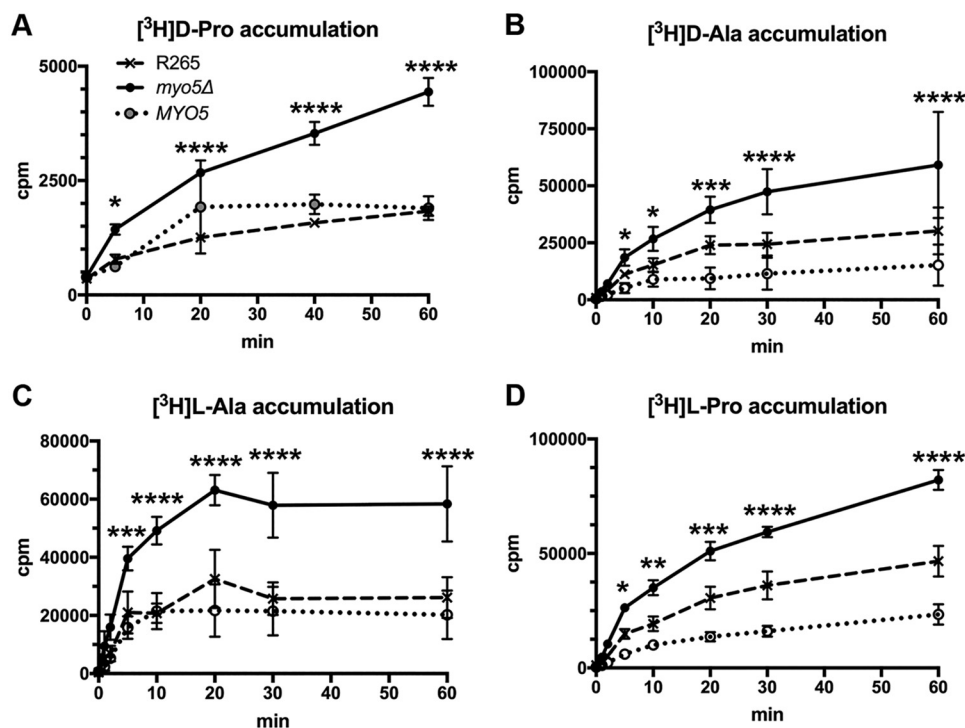 A
[³H]D-Pro accumulation
R265
myo5Δ
MYO5
* **** **** ****
cpm
5000
2500
0
0 10 20 30 40 50 60
min
B
[³H]D-Ala accumulation
* * *** **** ****
cpm
100000
75000
50000
25000
0
0 10 20 30 40 50 60
min
C
[³H]L-Ala accumulation
*** **** **** **** ****
cpm
80000
60000
40000
20000
0
0 10 20 30 40 50 60
min
D
[³H]L-Pro accumulation
* ** *** **** ****
cpm
100000
50000
0
0 10 20 30 40 50 60
min